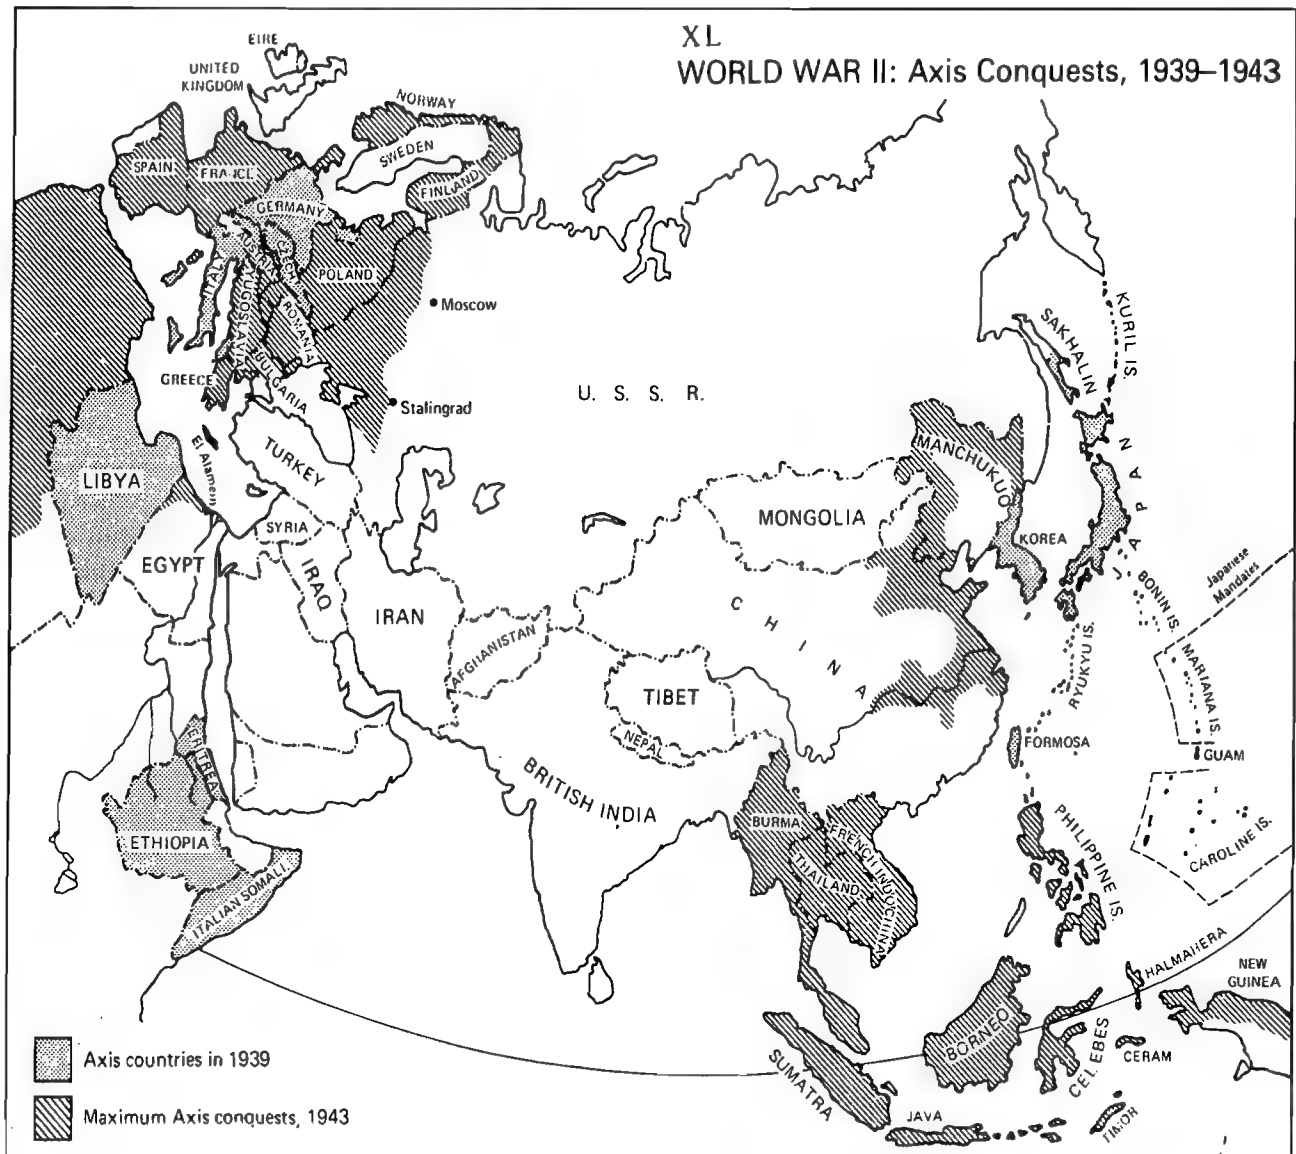 XL
WORLD WAR II: Axis Conquests, 1939–1943
EIRE
UNITED
KINGDOM
NORWAY
SWEDEN
FINLAND
SPAIN
FRANCE
GERMANY
AUSTRIA
CZECH
POLAND
ITALY
YUGOSLAVIA
ROMANIA
BULGARIA
GREECE
Moscow
Stalingrad
U. S. S. R.
El Alamein
TURKEY
LIBYA
EGYPT
SYRIA
IRAQ
IRAN
AFGHANISTAN
MONGOLIA
MANCHUKUO
KOREA
SAKHALIN
KURIL IS.
JAPAN
CHINA
TIBET
NEPAL
BRITISH INDIA
Japanese
Mandates
BONIN IS.
RYUKYU IS.
MARIANA IS.
GUAM
FORMOSA
CAROLINE IS.
PHILIPPINE IS.
ERITREA
ETHIOPIA
ITALIAN SOMALI.
BURMA
THAILAND
FRENCH INDOCHINA
HALMAHERA
NEW
GUINEA
BORNEO
CELEBES
CERAM
SUMATRA
JAVA
TIMOR
Axis countries in 1939
Maximum Axis conquests, 1943